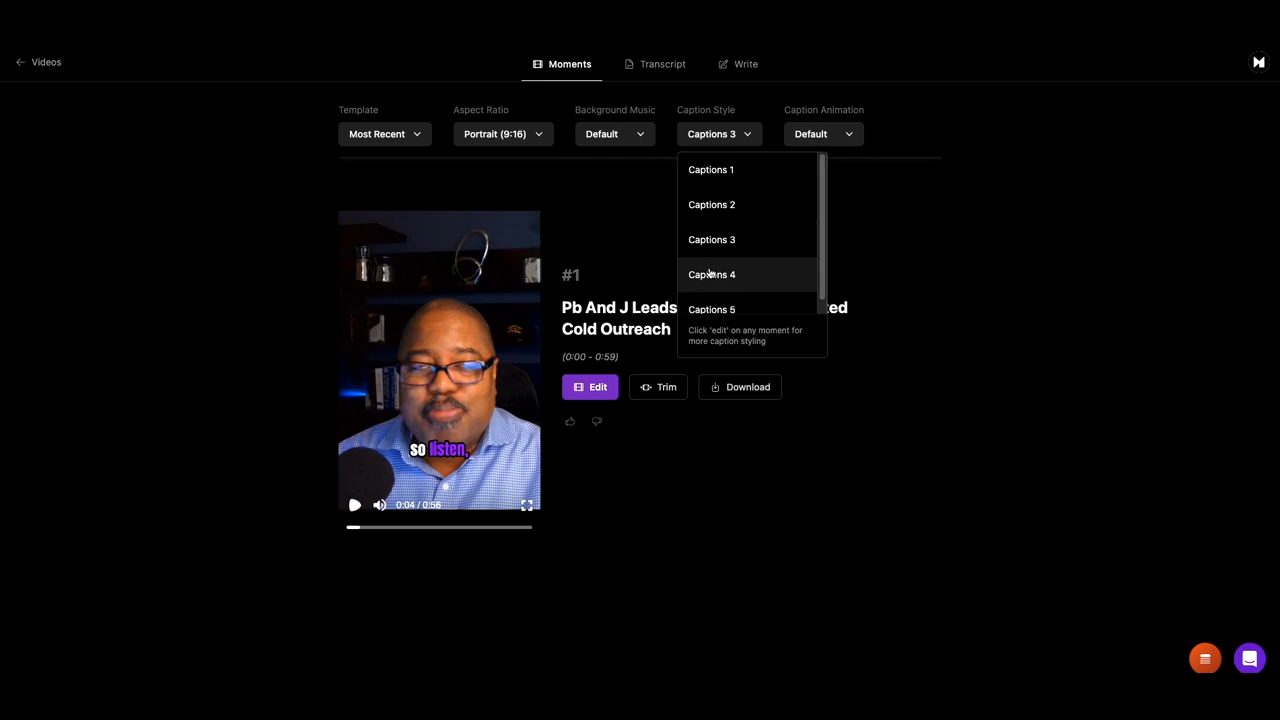 Videos
Moments
Transcript
Write
Template
Aspect Ratio
Background Music
Caption Style
Caption Animation
Most Recent
Portrait (9:16)
Default
Captions 3
Default
Captions 1
Captions 2
Captions 3
Captions 4
Captions 5
Click 'edit' on any moment for
more caption styling
#1
Pb And J Leads
Cold Outreach
(0:00 - 0:59)
Edit
Trim
Download
so listen,
0:04 / 0:56